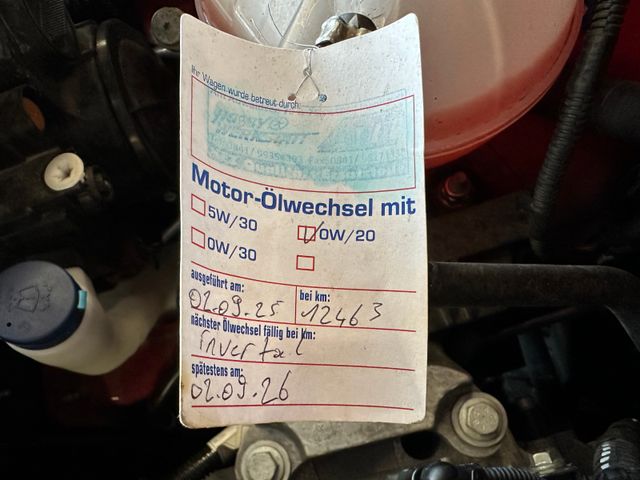 Ihr Wagen wurde betreut durch:
Motor-Ölwechsel mit
5W/30
0W/20
0W/30
ausgeführt am:
bei km:
02.09.25
12463
nächster Ölwechsel fällig bei km:
invertal
spätestens am:
02.09.26